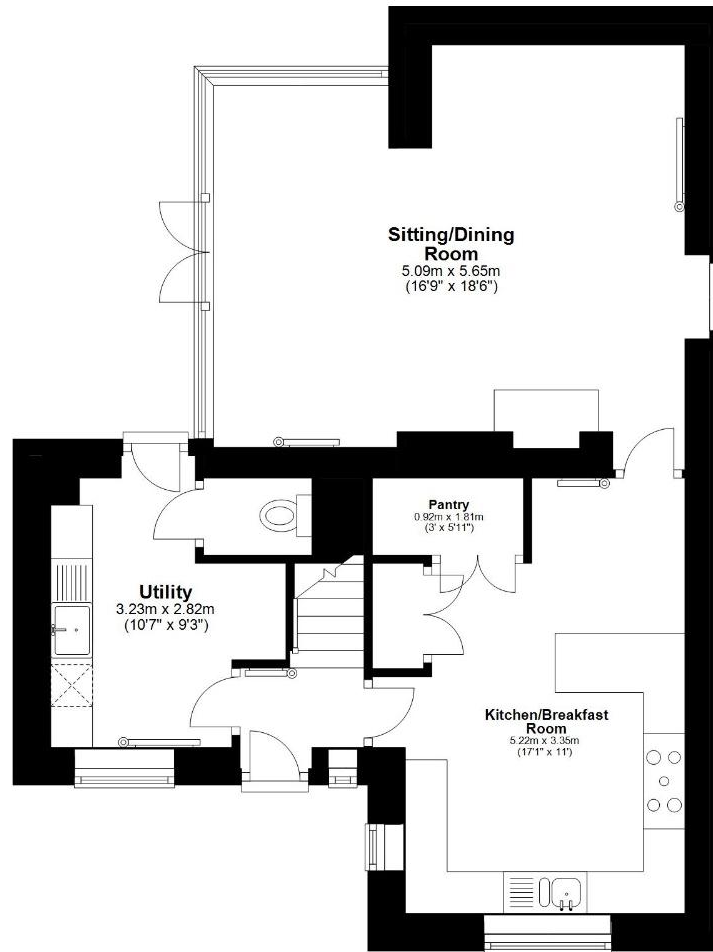 Sitting/Dining
Room
5.09m x 5.65m
(16'9" x 18'6")
Pantry
0.92m x 1.81m
(3' x 5'11")
Utility
3.23m x 2.82m
(10'7" x 9'3")
Kitchen/Breakfast
Room
5.22m x 3.35m
(17'1" x 11')